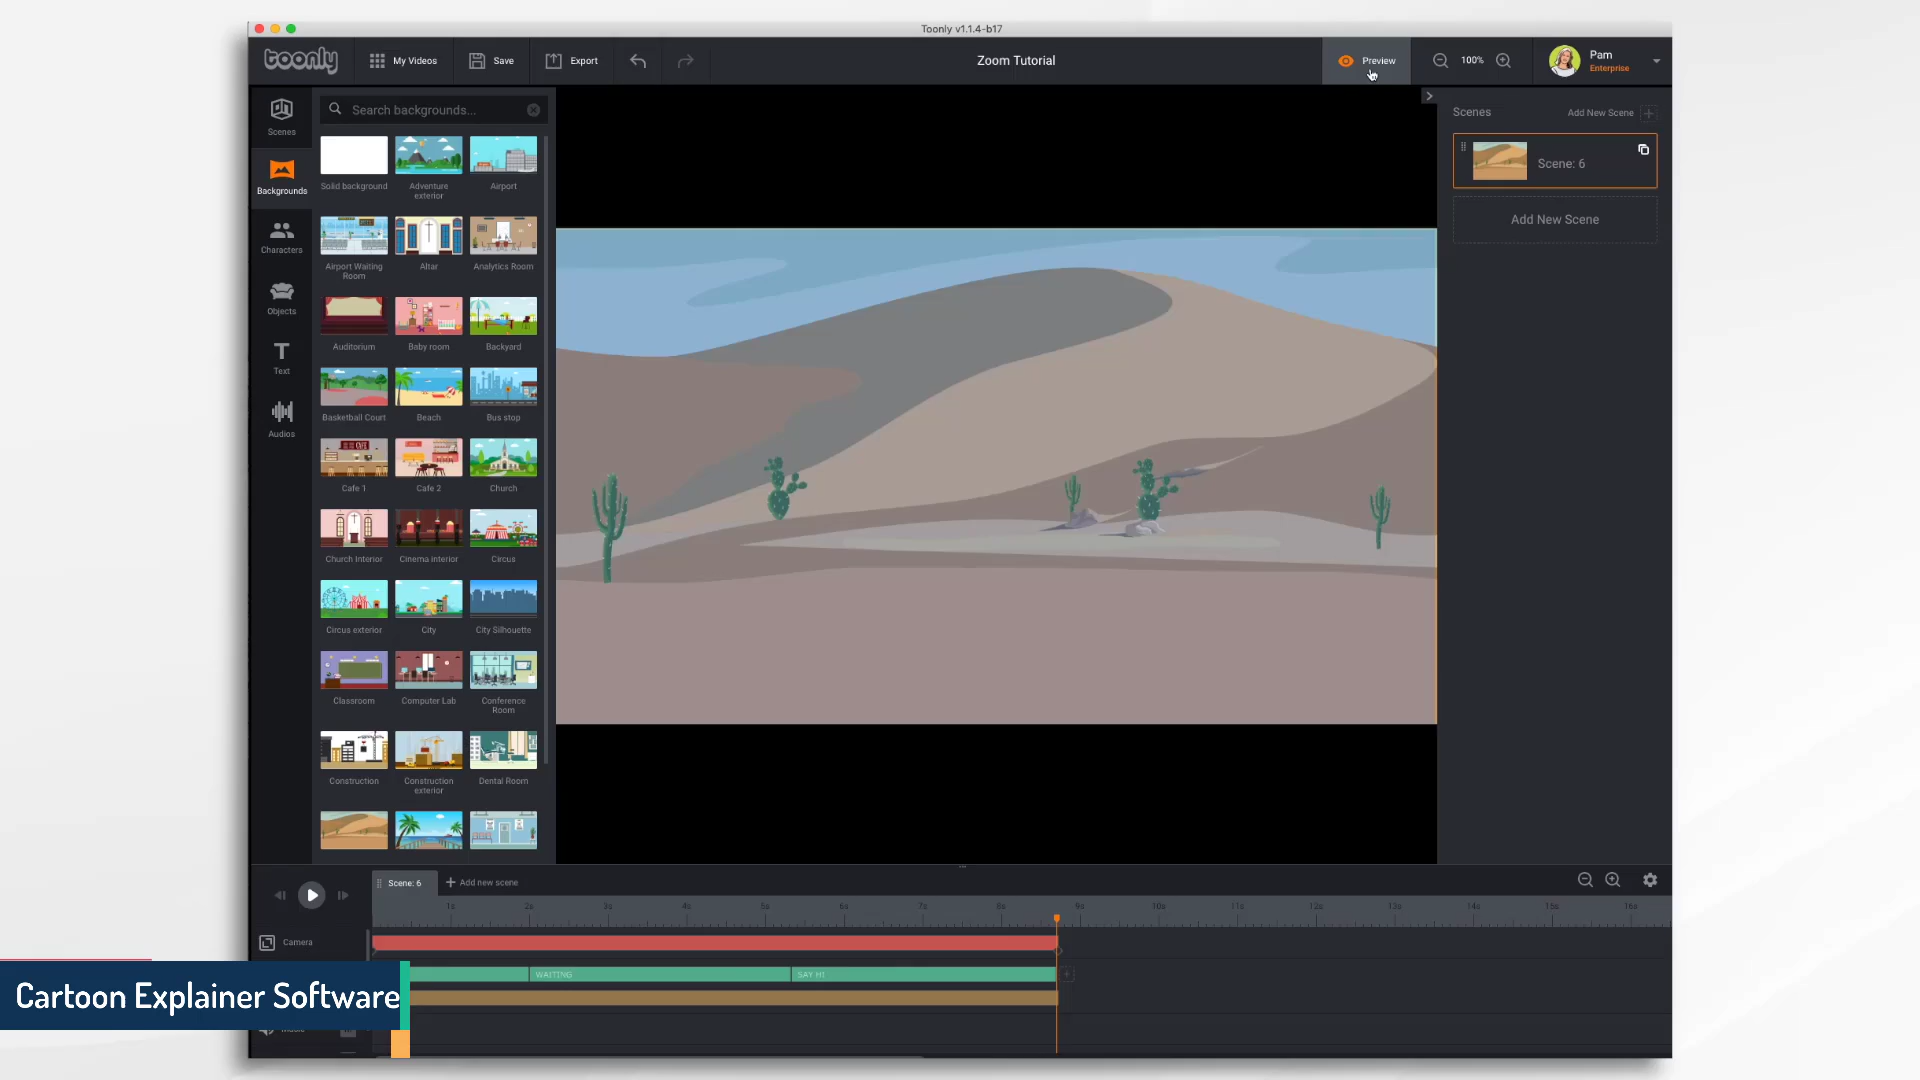 Toonly v1.1.4-b17
toonly
My Videos
Save
Export
Zoom Tutorial
Preview
100%
Pam
Enterprise
Scenes
Backgrounds
Characters
Objects
Text
Audios
Search backgrounds...
Solid background
Adventure exterior
Airport
Airport Waiting Room
Altar
Analytics Room
Auditorium
Baby room
Backyard
Basketball Court
Beach
Bus stop
Cafe 1
Cafe 2
Church
Church Interior
Cinema interior
Circus
Circus exterior
City
City Silhouette
Classroom
Computer Lab
Conference Room
Construction
Construction exterior
Dental Room
Scenes
Add New Scene
Scene: 6
Add New Scene
Scene: 6
Add new scene
1s 2s 3s 4s 5s 6s 7s 8s 9s 10s 11s 12s 13s 14s 15s 16s
Camera
WAITING
SAY HI
Cartoon Explainer Software